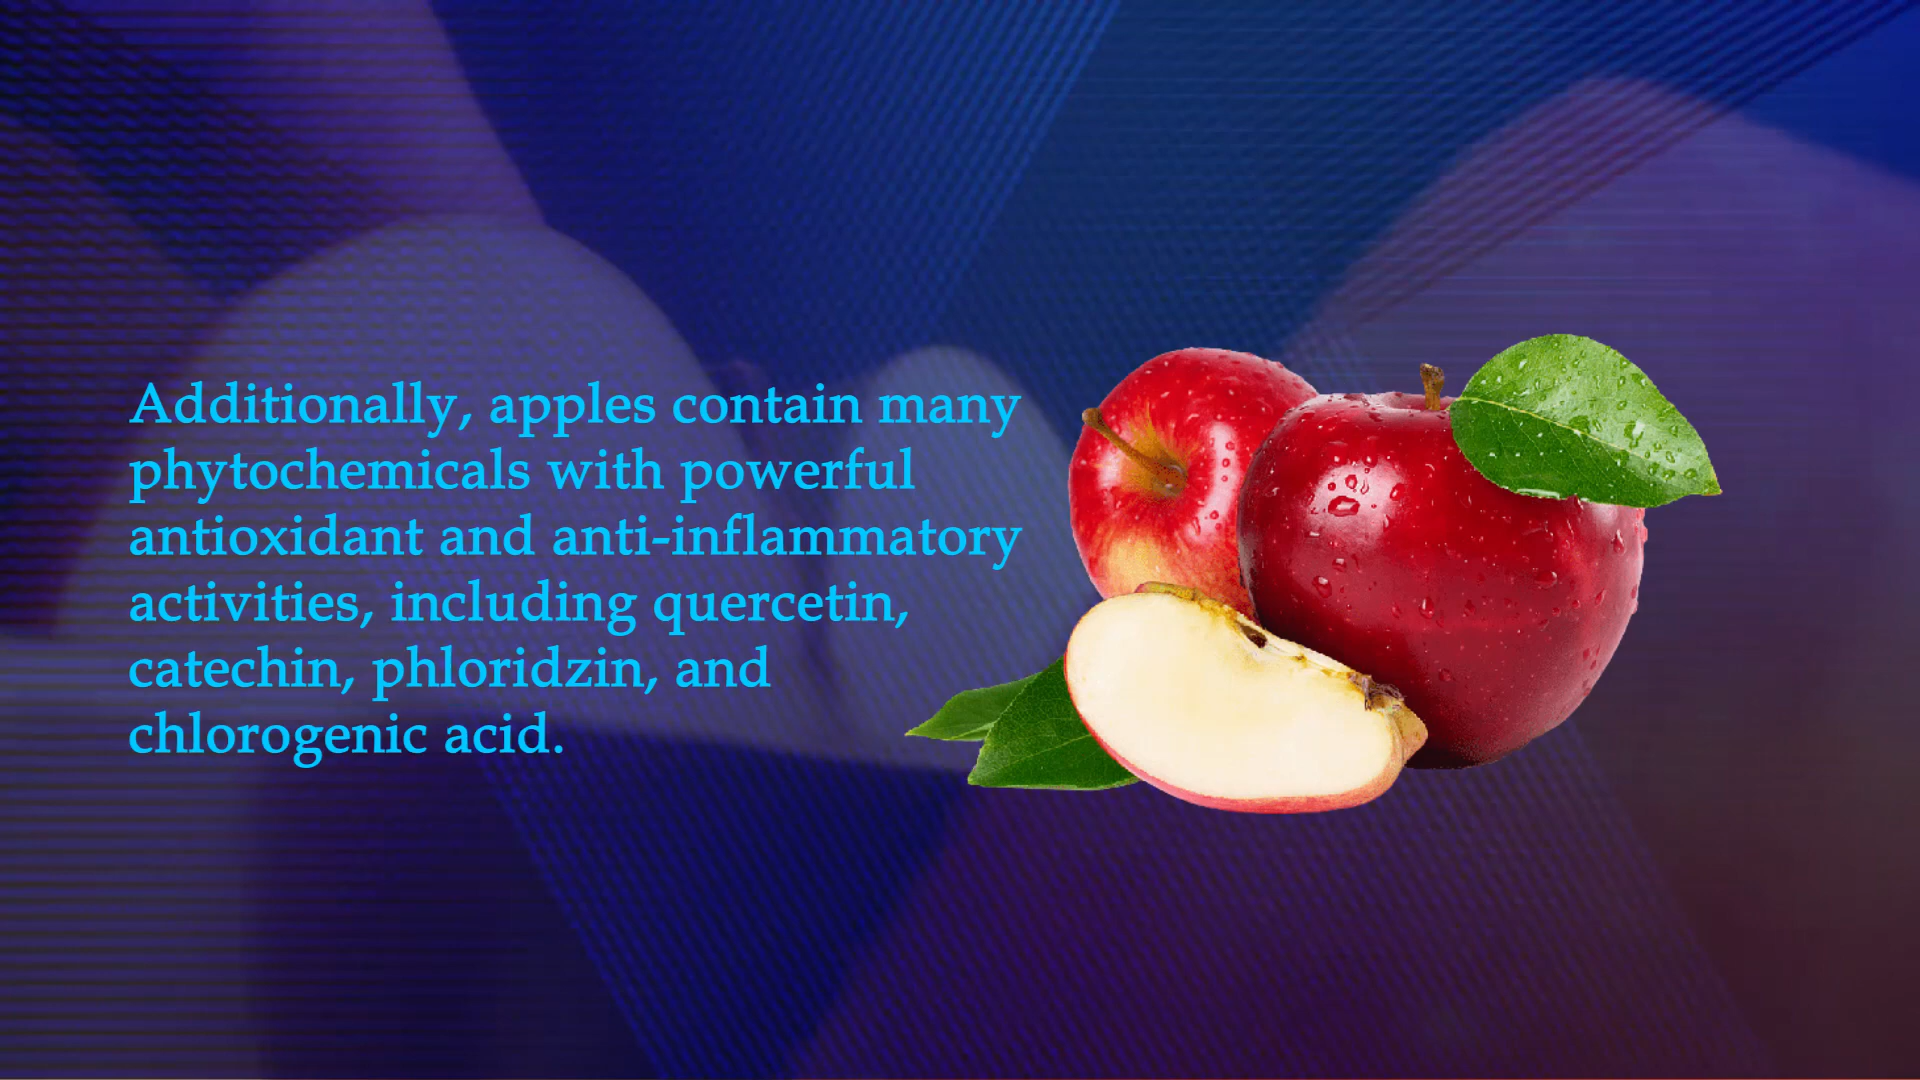 Additionally, apples contain many
phytochemicals with powerful
antioxidant and anti-inflammatory
activities, including quercetin,
catechin, phloridzin, and
chlorogenic acid.